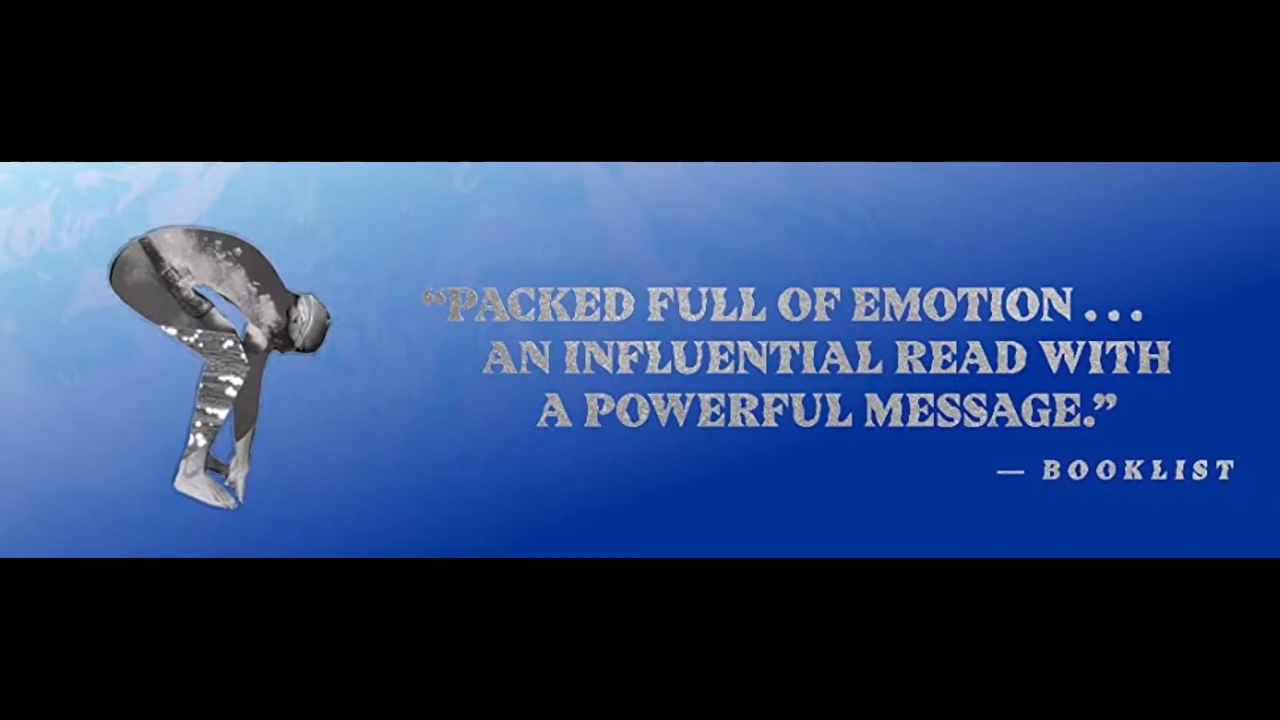 “PACKED FULL OF EMOTION . . .
AN INFLUENTIAL READ WITH
A POWERFUL MESSAGE.”
— BOOKLIST